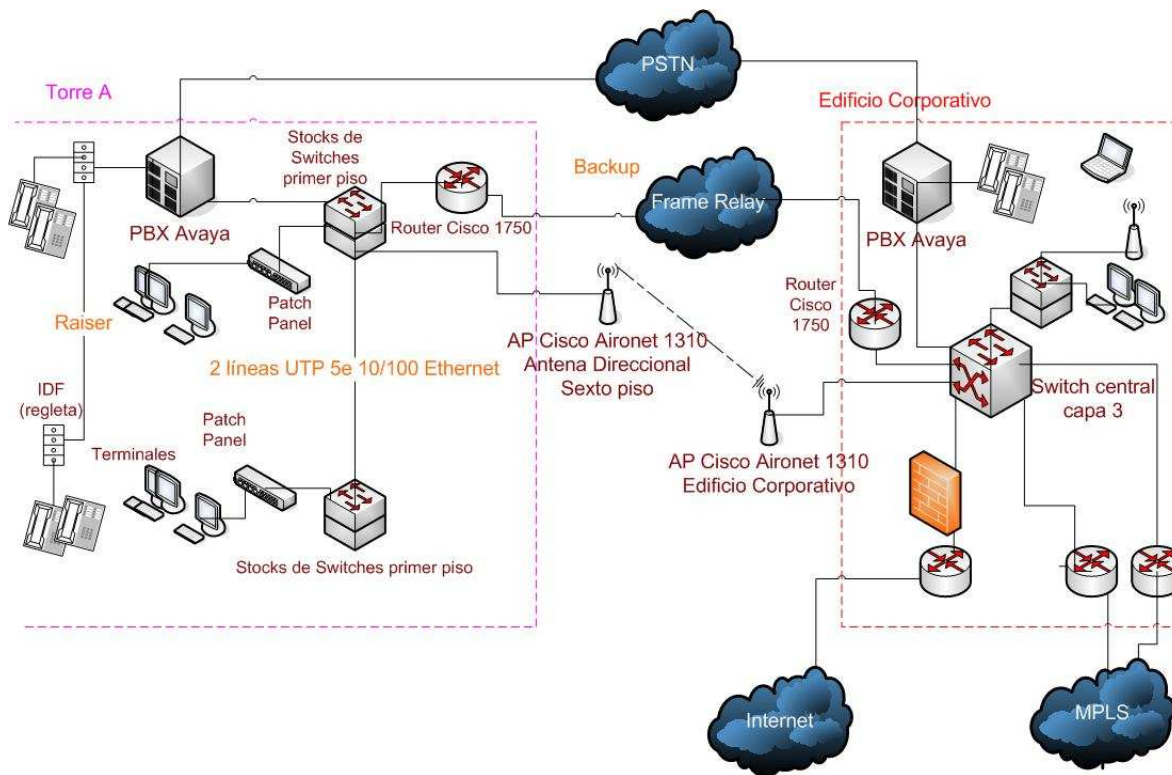 PSTN
Torre A
Edificio Corporativo
Stocks de
Switches
primer piso
Backup
Frame Relay
PBX Avaya
Router Cisco 1750
PBX Avaya
Raiser
Patch
Panel
Router
Cisco
1750
AP Cisco Aironet 1310
Antena Direccional
Sexto piso
2 líneas UTP 5e 10/100 Ethernet
Switch central
capa 3
IDF
(regleta)
Patch
Panel
Terminales
AP Cisco Aironet 1310
Edificio Corporativo
Stocks de Switches primer piso
Internet
MPLS